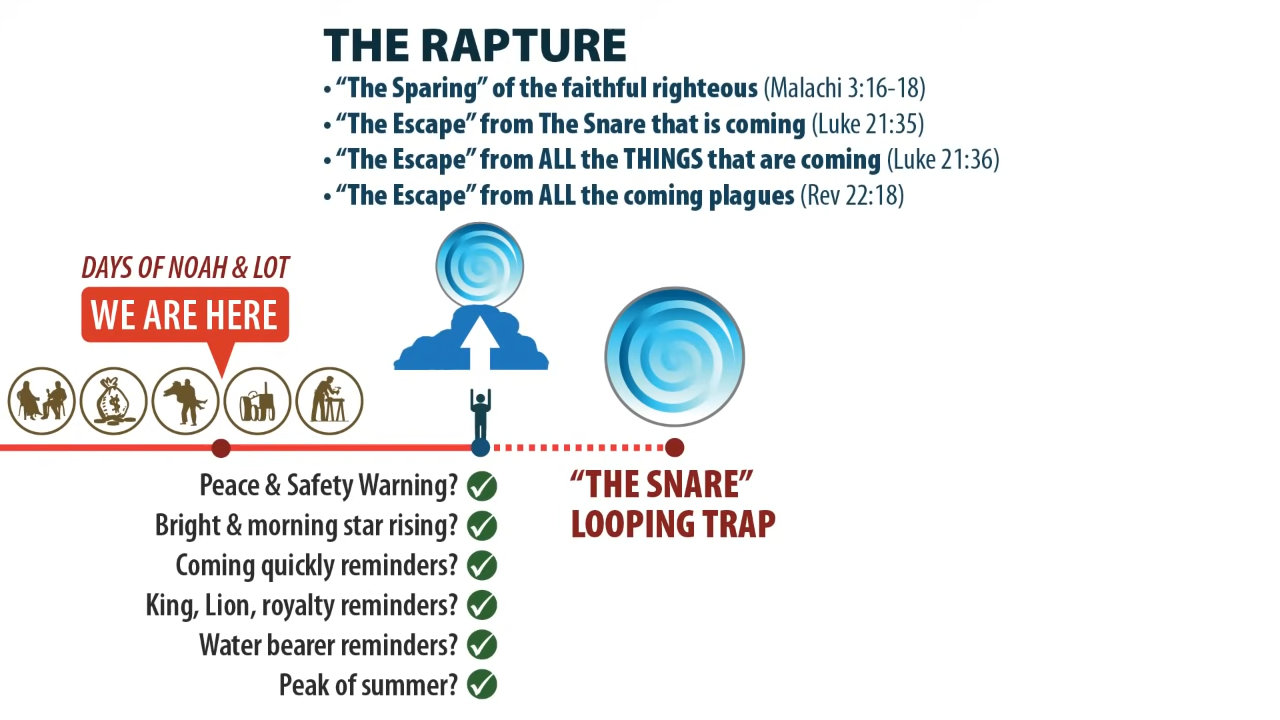 THE RAPTURE
• “The Sparing” of the faithful righteous (Malachi 3:16-18)
• “The Escape” from The Snare that is coming (Luke 21:35)
• “The Escape” from ALL the THINGS that are coming (Luke 21:36)
• “The Escape” from ALL the coming plagues (Rev 22:18)
DAYS OF NOAH & LOT
WE ARE HERE
$
Peace & Safety Warning?
Bright & morning star rising?
Coming quickly reminders?
King, Lion, royalty reminders?
Water bearer reminders?
Peak of summer?
“THE SNARE”
LOOPING TRAP